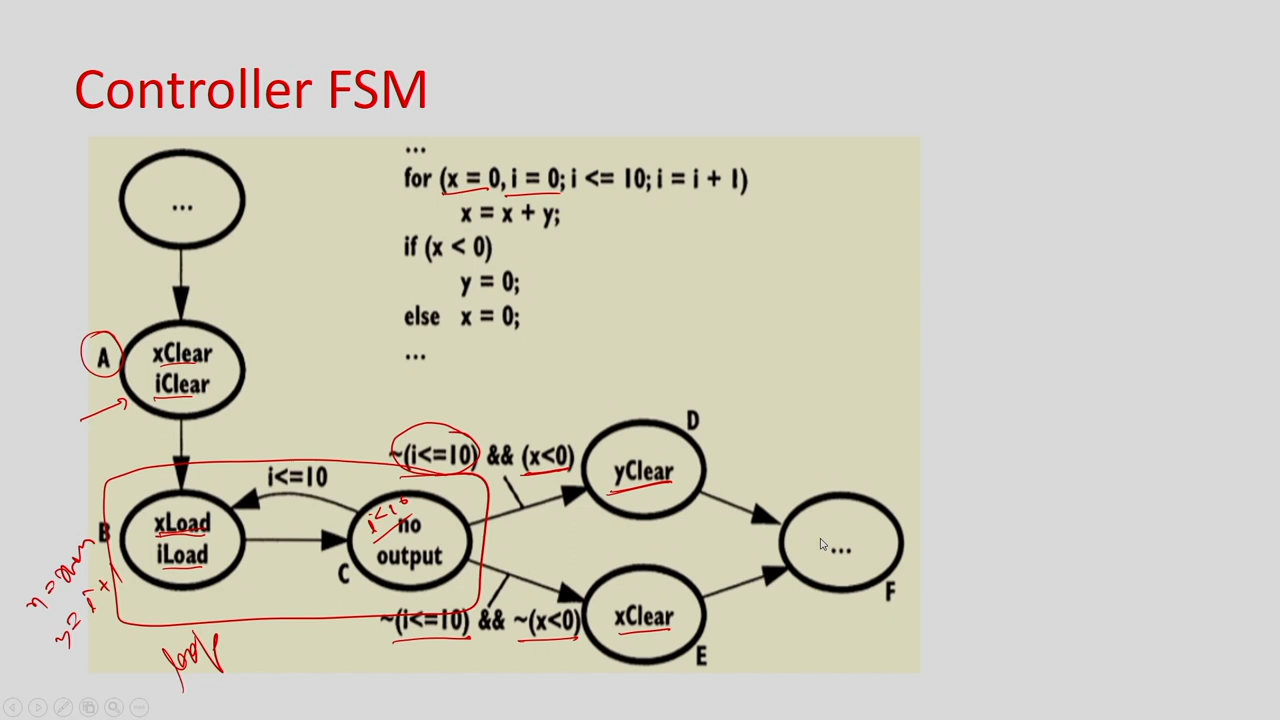 Controller FSM
...
for (x = 0, i = 0; i <= 10; i = i + 1)
x = x + y;
if (x < 0)
y = 0;
else x = 0;
...
...
A
xClear
iClear
D
~(i<=10) && (x<0)
yClear
i<=10
B
xLoad
iLoad
no
output
C
...
F
~(i<=10) && ~(x<0)
xClear
E
loop